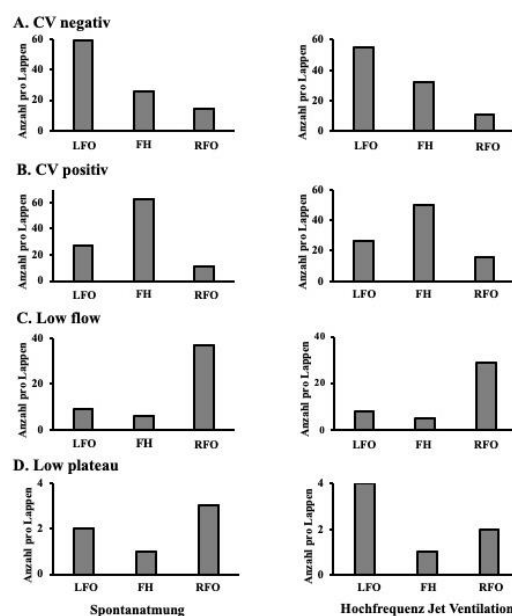 A. CV negativ
Anzahl pro Lappen
60
40
20
0
LFO FH RFO
Anzahl pro Lappen
60
40
20
0
LFO FH RFO
B. CV positiv
Anzahl pro Lappen
60
40
20
0
LFO FH RFO
Anzahl pro Lappen
60
40
20
0
LFO FH RFO
C. Low flow
Anzahl pro Lappen
40
20
0
LFO FH RFO
Anzahl pro Lappen
40
20
0
LFO FH RFO
D. Low plateau
Anzahl pro Lappen
4
2
0
LFO FH RFO
Spontanatmung
Anzahl pro Lappen
4
2
0
LFO FH RFO
Hochfrequenz Jet Ventilation